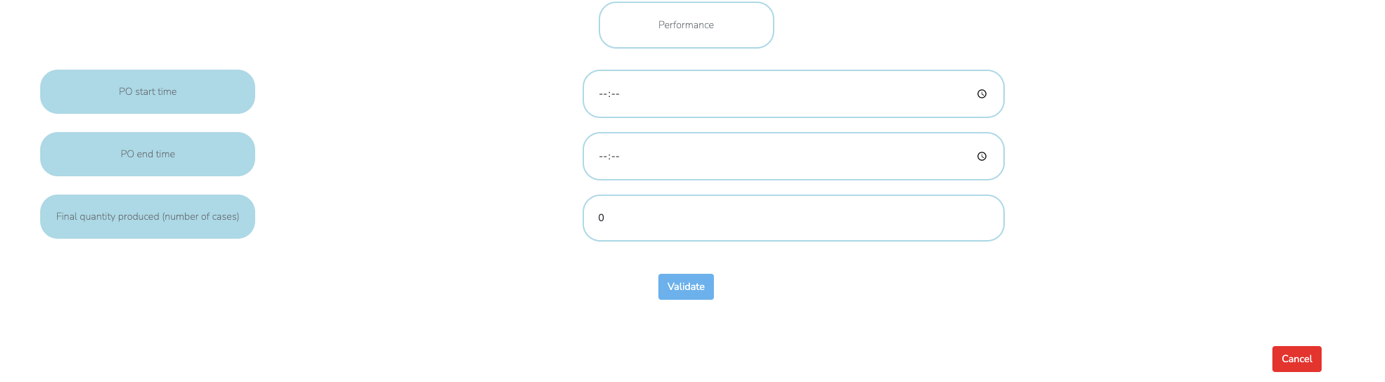 Performance
PO start time
--:--
PO end time
--:--
Final quantity produced (number of cases)
0
Validate
Cancel